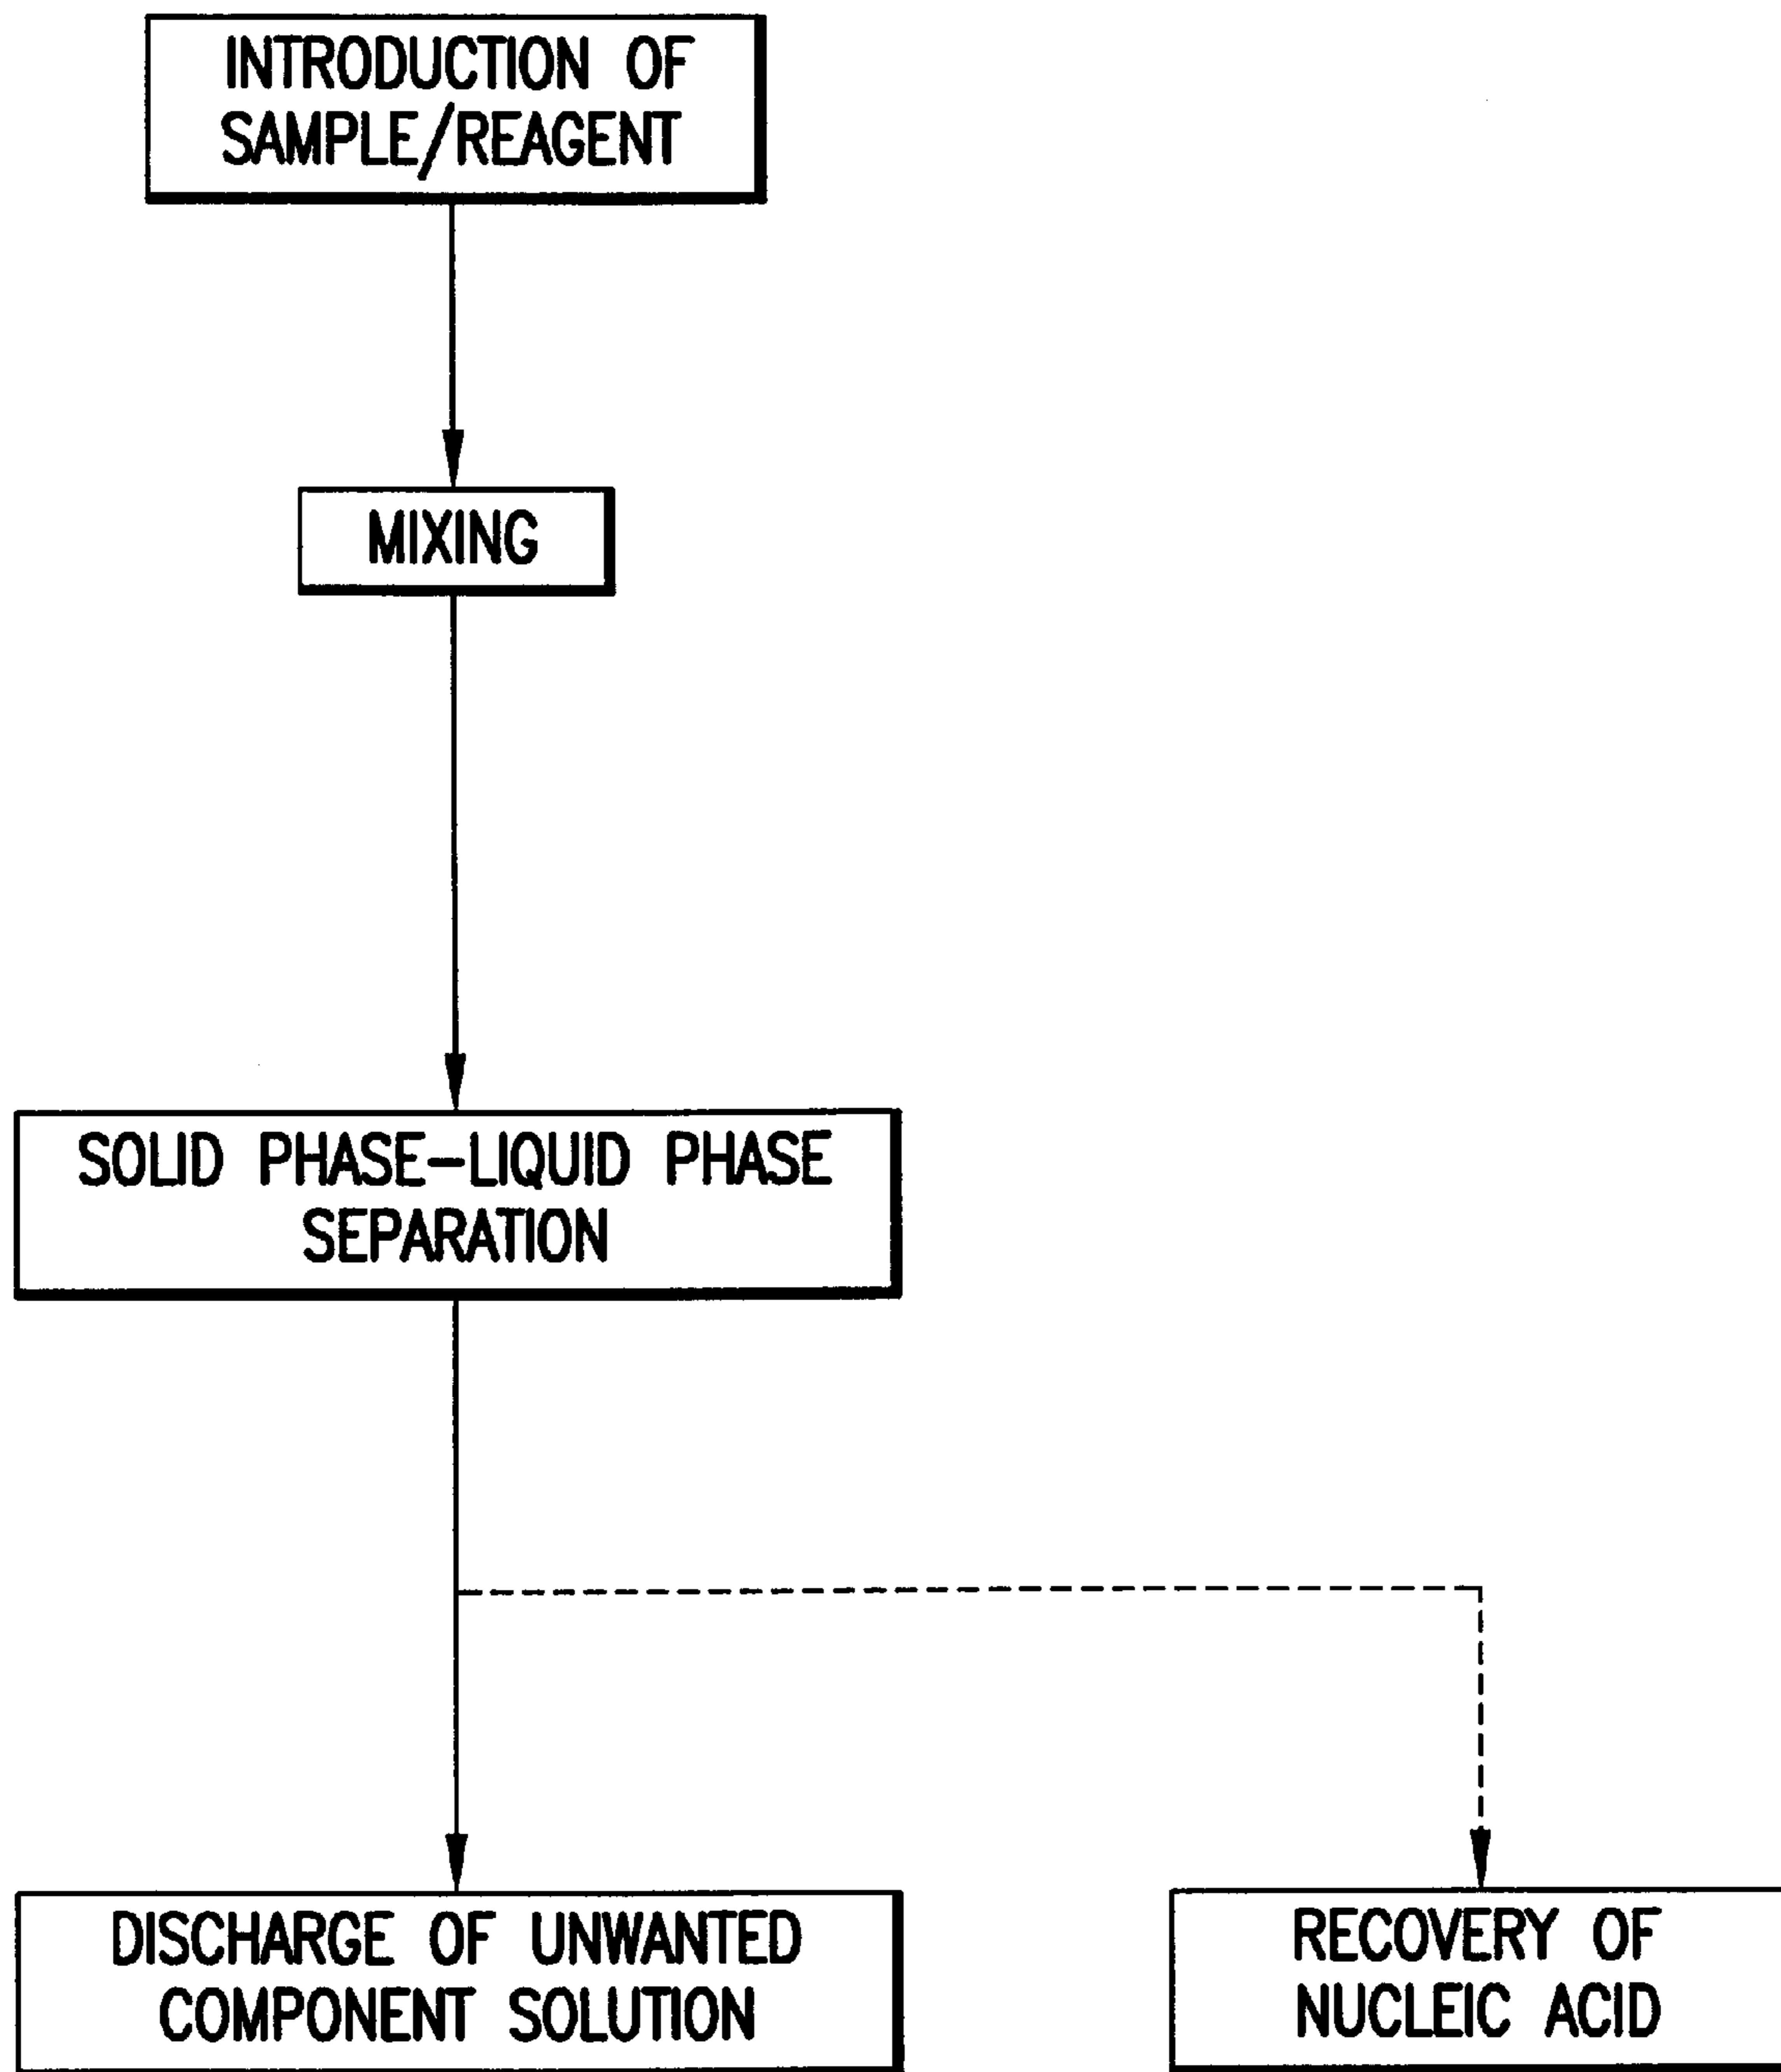 INTRODUCTION OF
SAMPLE/REAGENT
MIXING
SOLID PHASE-LIQUID PHASE
SEPARATION
DISCHARGE OF UNWANTED
COMPONENT SOLUTION
RECOVERY OF
NUCLEIC ACID